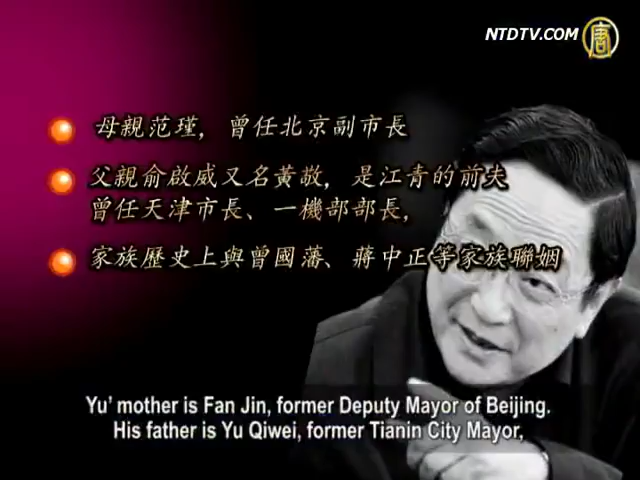 NTDTV.COM 唐
母親范瑾，曾任北京副市長
父親俞啟威又名黃敬，是江青的前夫
曾任天津市長、一機部部長，
家族歷史上與曾國藩、蔣中正等家族聯姻
Yu' mother is Fan Jin, former Deputy Mayor of Beijing.
His father is Yu Qiwei, former Tianin City Mayor,